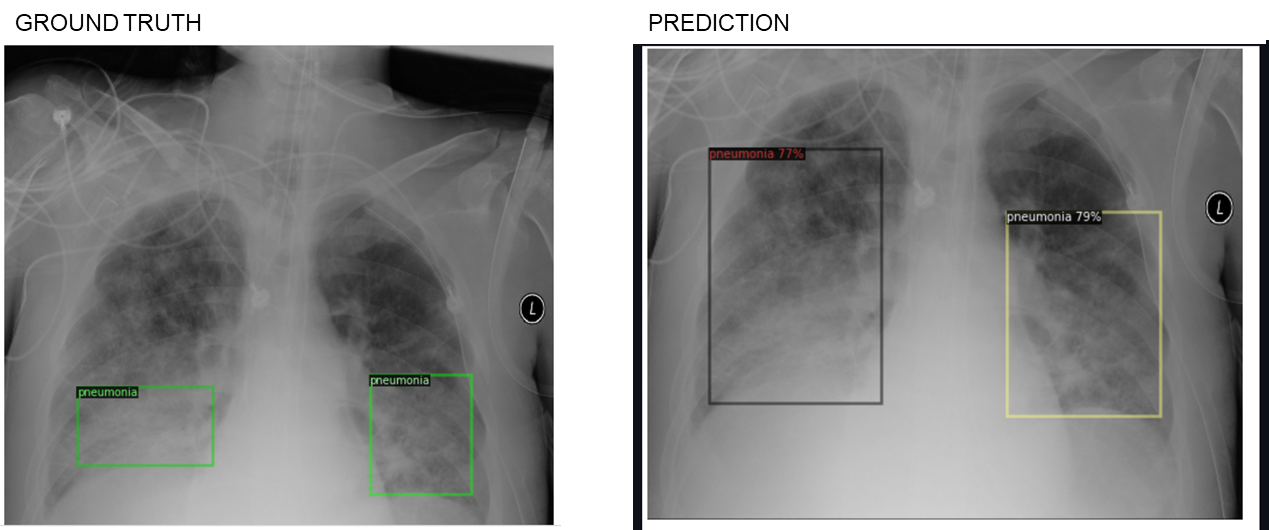 GROUND TRUTH
PREDICTION
pneumonia
pneumonia
L
pneumonia 77%
pneumonia 79%
L